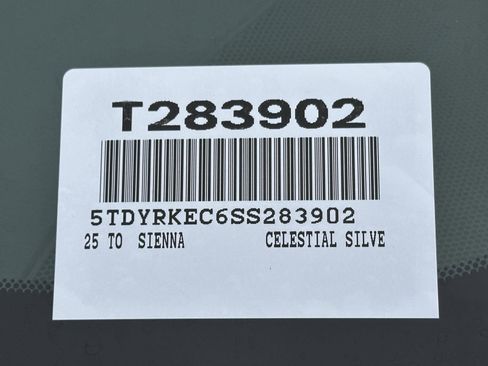 T283902
5TDYRKEC6SS283902
25 TO SIENNA CELESTIAL SILVE